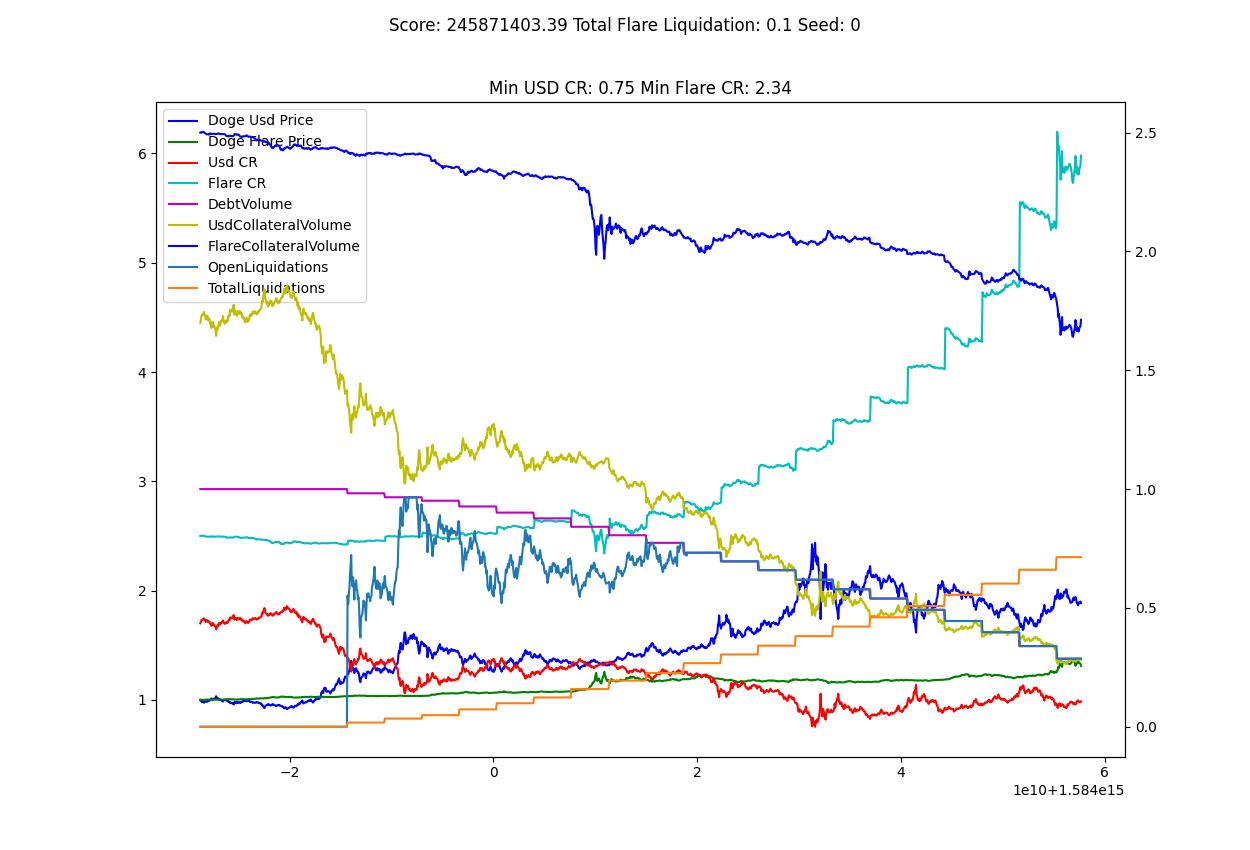 Score: 245871403.39 Total Flare Liquidation: 0.1 Seed: 0
Min USD CR: 0.75 Min Flare CR: 2.34
Doge Usd Price
Doge Flare Price
Usd CR
Flare CR
DebtVolume
UsdCollateralVolume
FlareCollateralVolume
OpenLiquidations
TotalLiquidations
6
5
4
3
2
1
2.5
2.0
1.5
1.0
0.5
0.0
−2
0
2
4
6
1e10+1.584e15